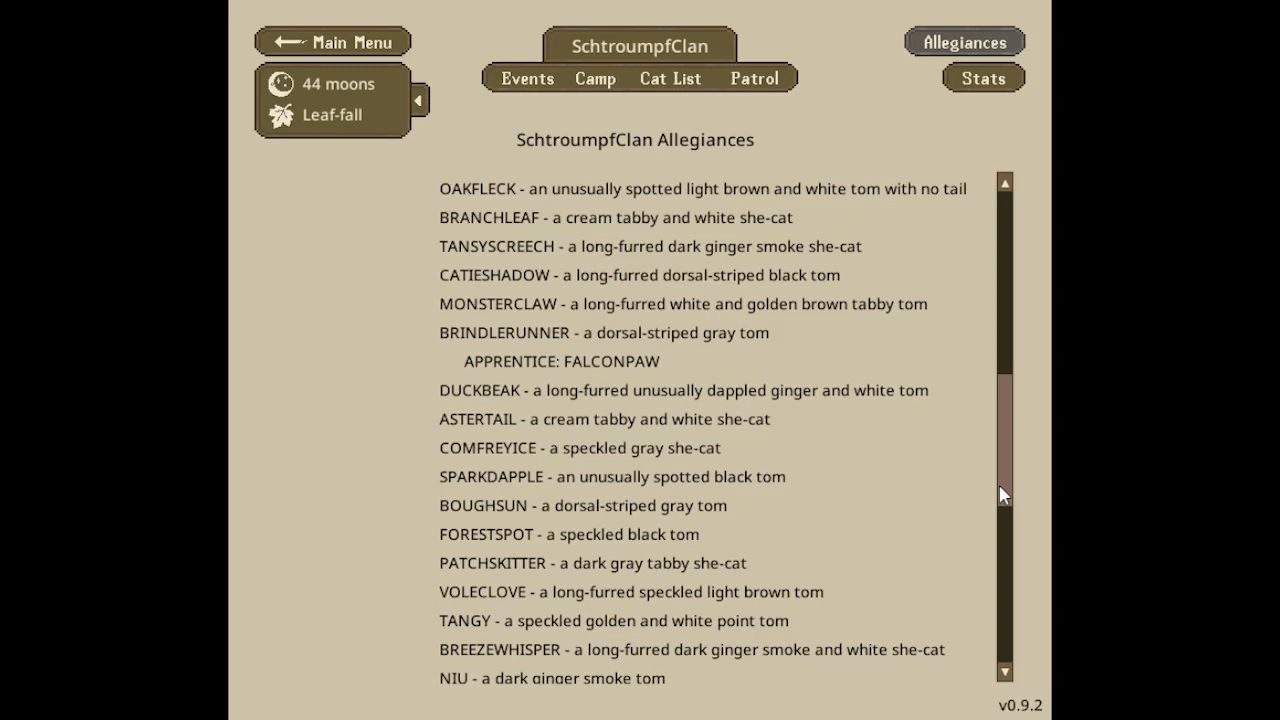 Main Menu
SchtroumpfClan
Allegiances
44 moons
Leaf-fall
Events Camp Cat List Patrol
Stats
SchtroumpfClan Allegiances
OAKFLECK - an unusually spotted light brown and white tom with no tail
BRANCHLEAF - a cream tabby and white she-cat
TANSYSCREECH - a long-furred dark ginger smoke she-cat
CATIESHADOW - a long-furred dorsal-striped black tom
MONSTERCLAW - a long-furred white and golden brown tabby tom
BRINDLERUNNER - a dorsal-striped gray tom
APPRENTICE: FALCONPAW
DUCKBEAK - a long-furred unusually dappled ginger and white tom
ASTERTAIL - a cream tabby and white she-cat
COMFREYICE - a speckled gray she-cat
SPARKDAPPLE - an unusually spotted black tom
BOUGHSUN - a dorsal-striped gray tom
FORESTSPOT - a speckled black tom
PATCHSKITTER - a dark gray tabby she-cat
VOLECLOVE - a long-furred speckled light brown tom
TANGY - a speckled golden and white point tom
BREEZEWHISPER - a long-furred dark ginger smoke and white she-cat
NIU - a dark ginger smoke tom
v0.9.2